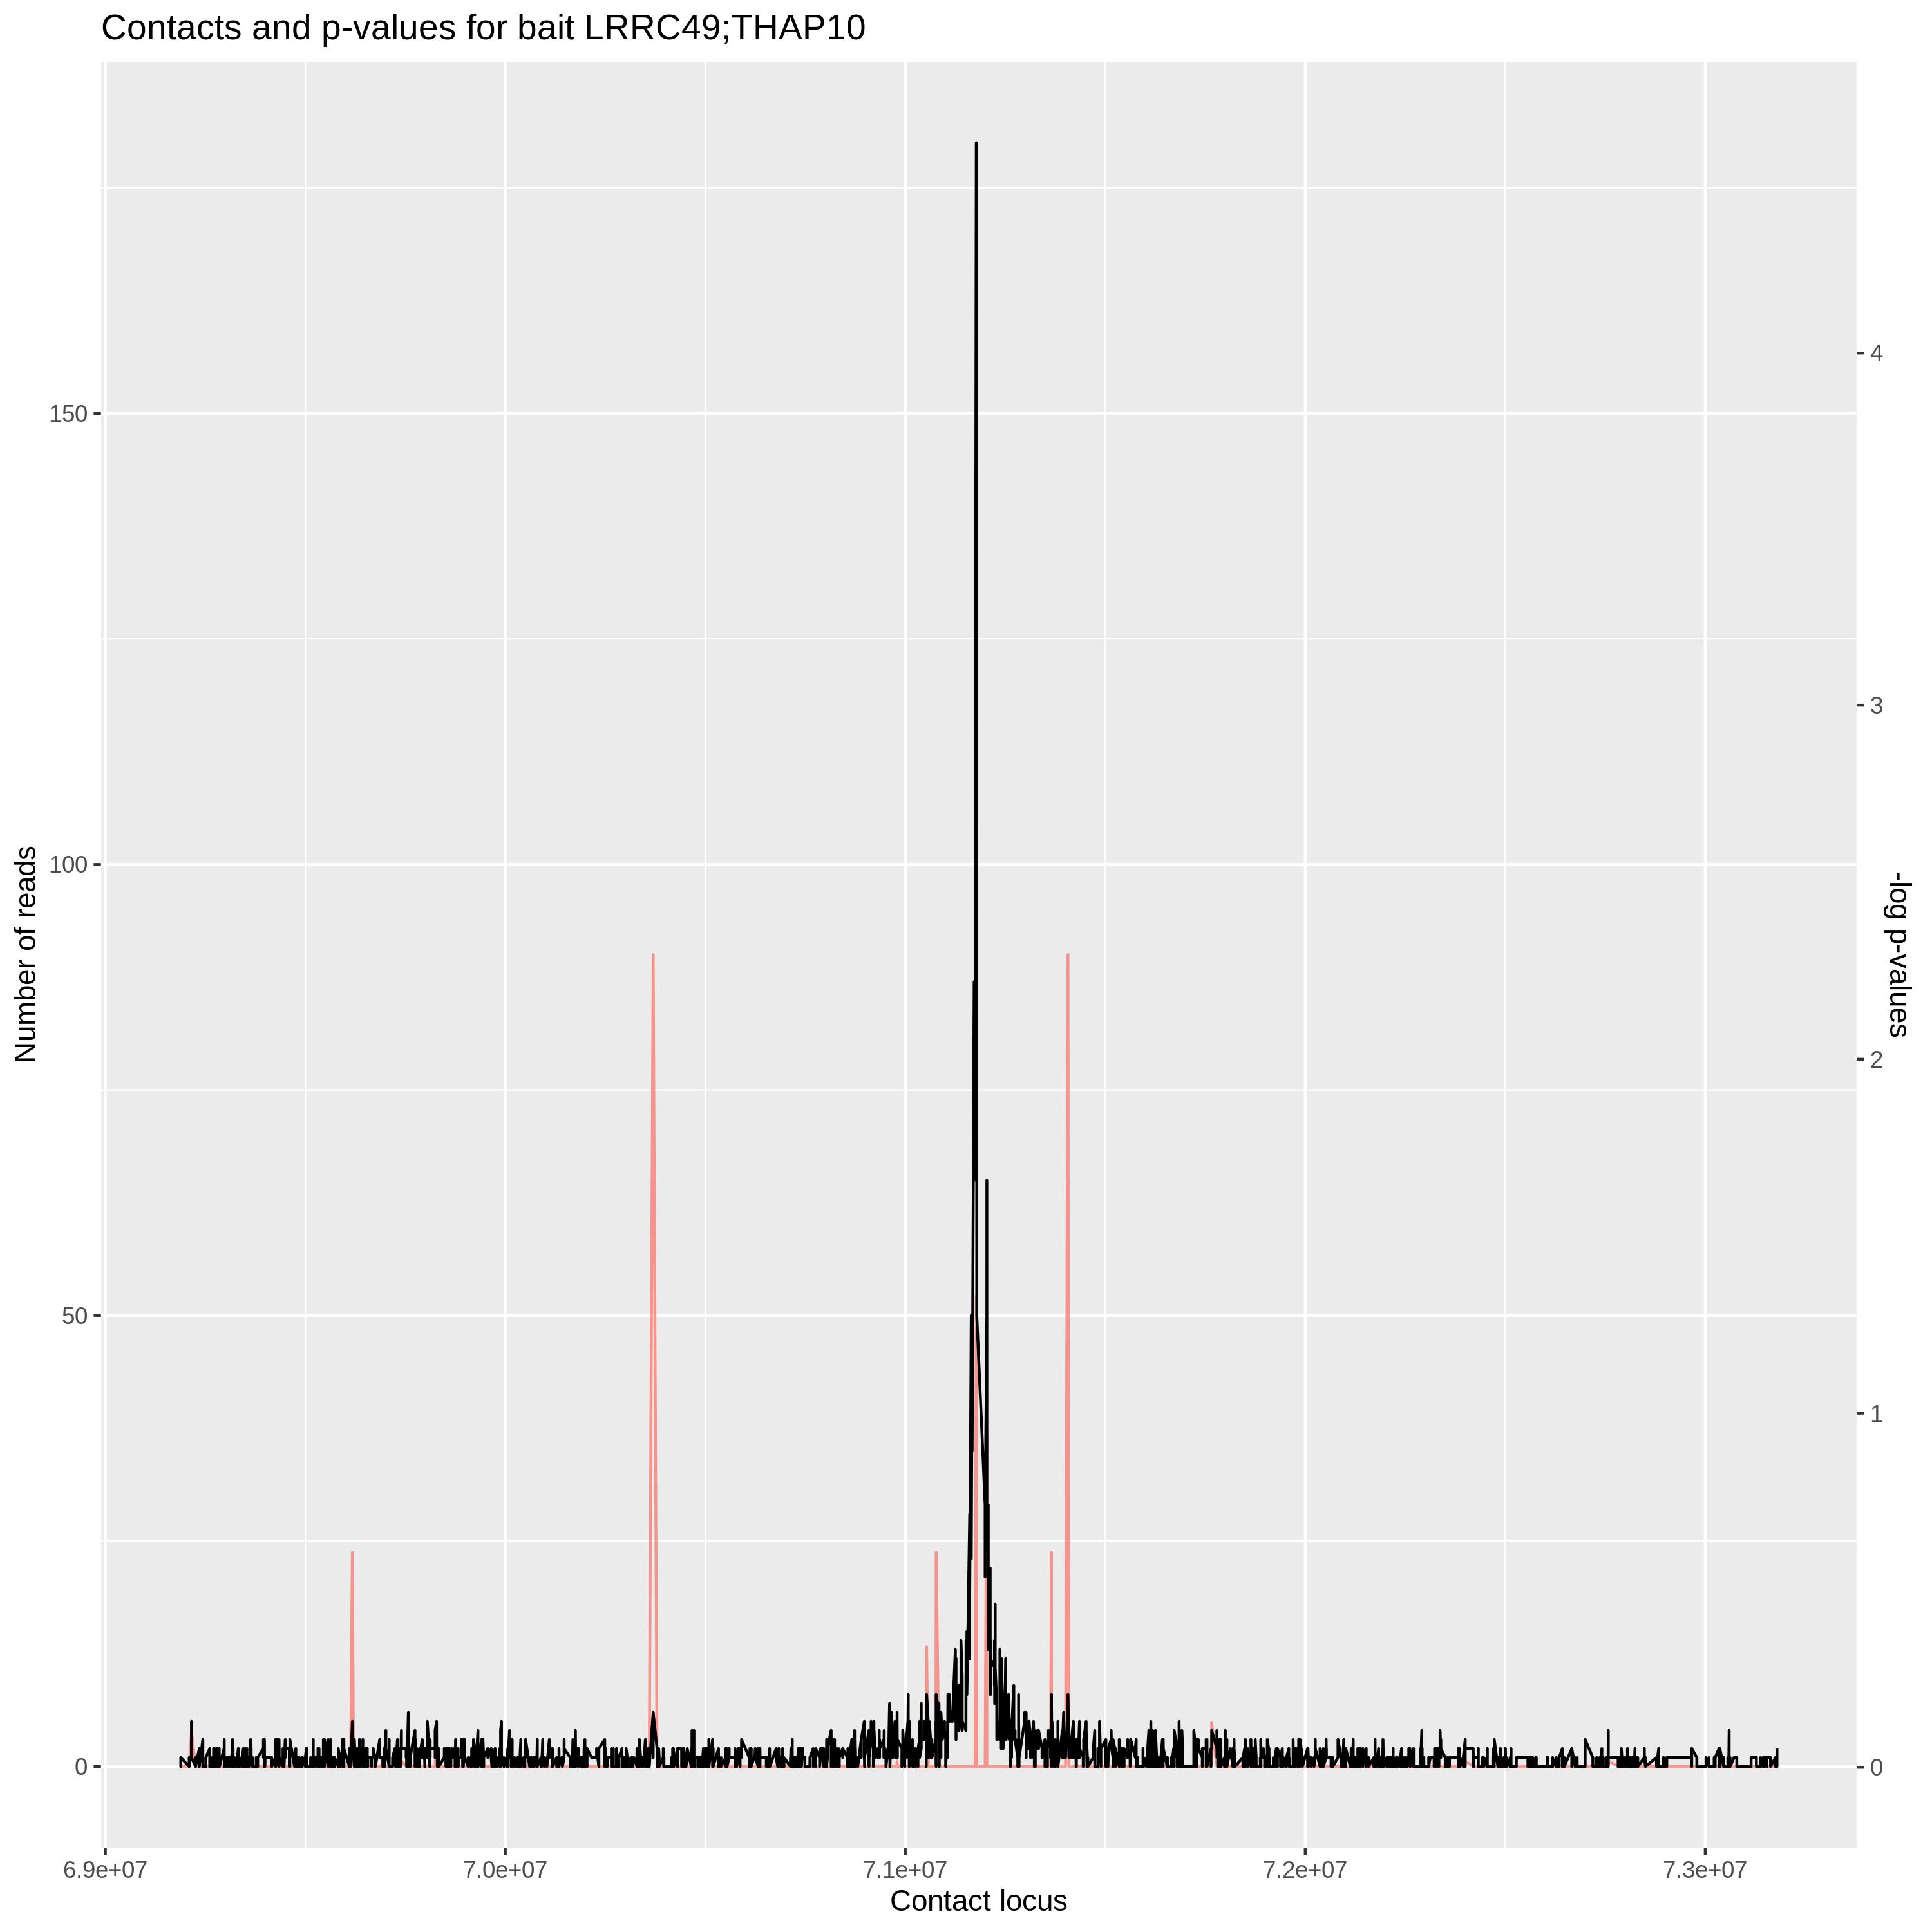 Contacts and p-values for bait LRRC49;THAP10
150
100
50
0
Number of reads
4
3
2
1
0
-log p-values
6.9e+07 7.0e+07 7.1e+07 7.2e+07 7.3e+07
Contact locus